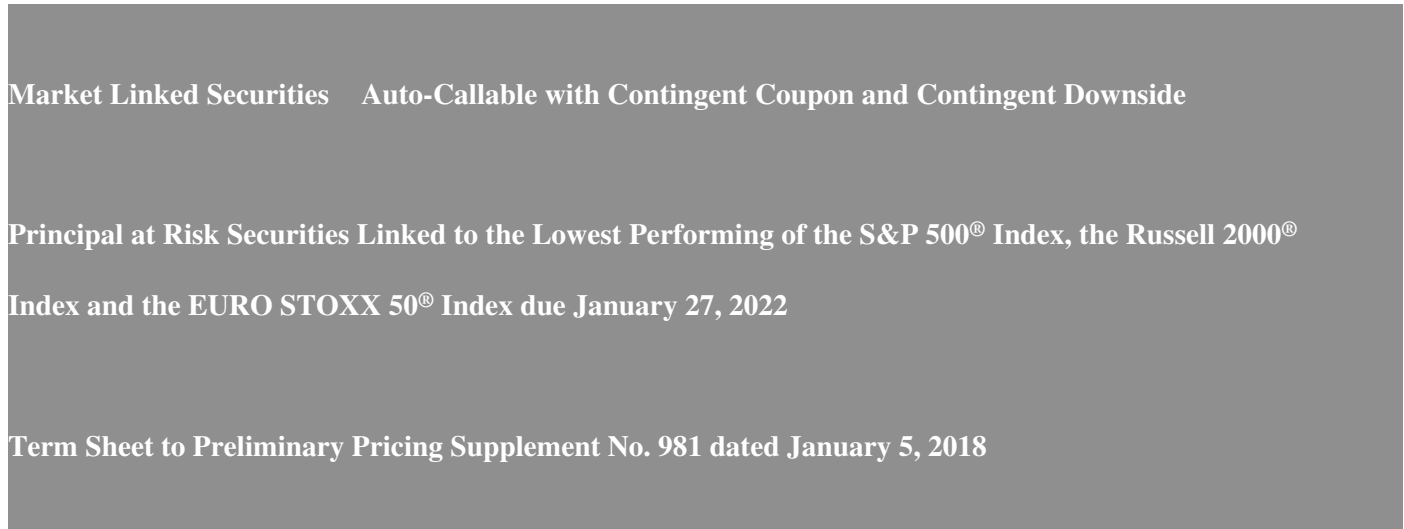 Market Linked Securities Auto-Callable with Contingent Coupon and Contingent Downside
Principal at Risk Securities Linked to the Lowest Performing of the S&P 500® Index, the Russell 2000®
Index and the EURO STOXX 50® Index due January 27, 2022
Term Sheet to Preliminary Pricing Supplement No. 981 dated January 5, 2018